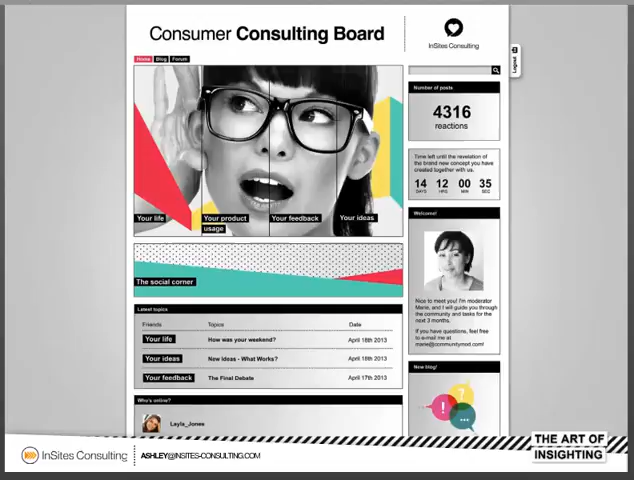 Consumer Consulting Board
InSites Consulting
Logout
Home Blog Forum
Number of posts
4316
reactions
Time left until the revelation of
the brand new concept you have
created together with us.
14 12 00 35
DAYS HRS MIN SEC
Your life
Your product
usage
Your feedback
Your ideas
Welcome!
Nice to meet you! I'm moderator
Marie, and I will guide you through
the community and tasks for the
next 3 months.
If you have questions, feel free
to e-mail me at
marie@communitymod.com!
The social corner
Latest topics
Friends Topics Date
Your life How was your weekend? April 18th 2013
Your ideas New ideas - What Works? April 18th 2013
Your feedback The Final Debate April 17th 2013
Who's online?
Layla_Jones
New blog!
?
!
...
InSites Consulting
ASHLEY@INSITES-CONSULTING.COM
THE ART OF
INSIGHTING